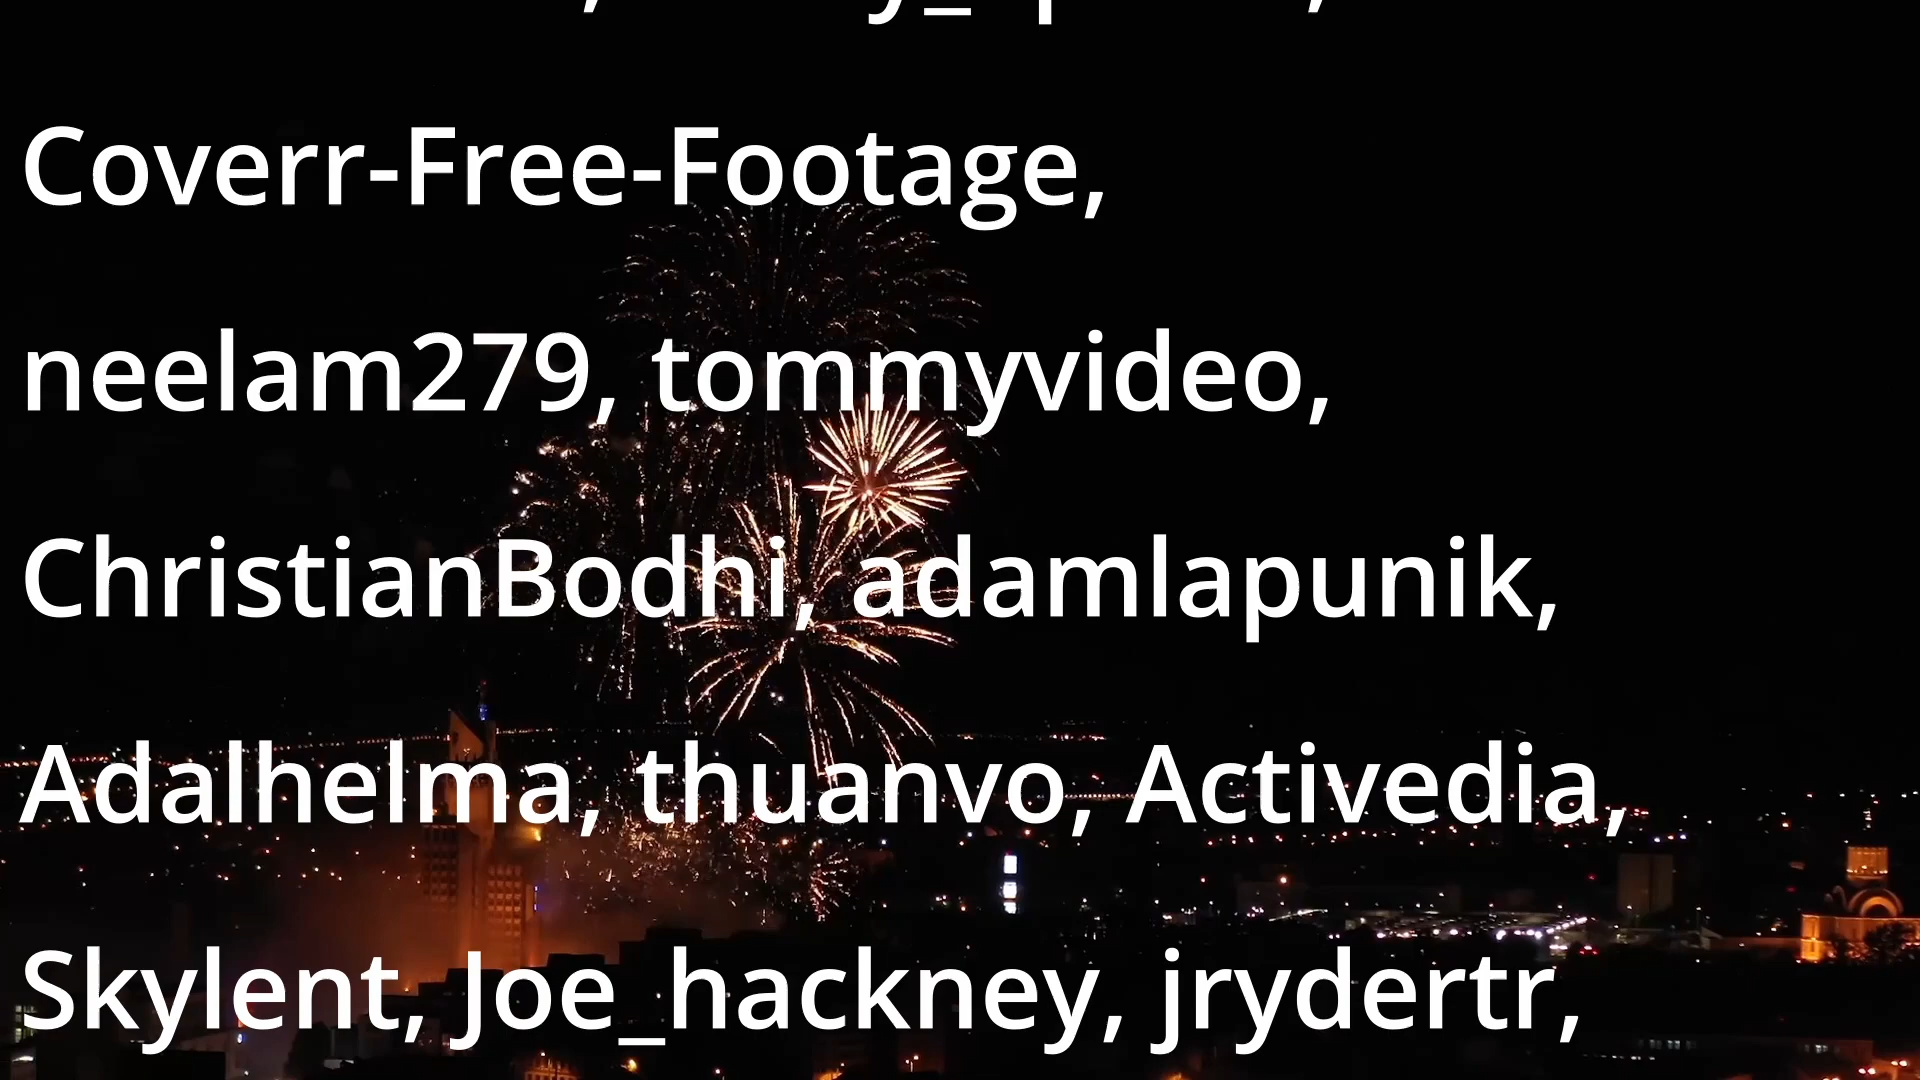 Coverr-Free-Footage,
neelam279, tommyvideo,
ChristianBodhi, adamlapunik,
Adalhelma, thuanvo, Activedia,
Skylent, Joe_hackney, jrydertr,